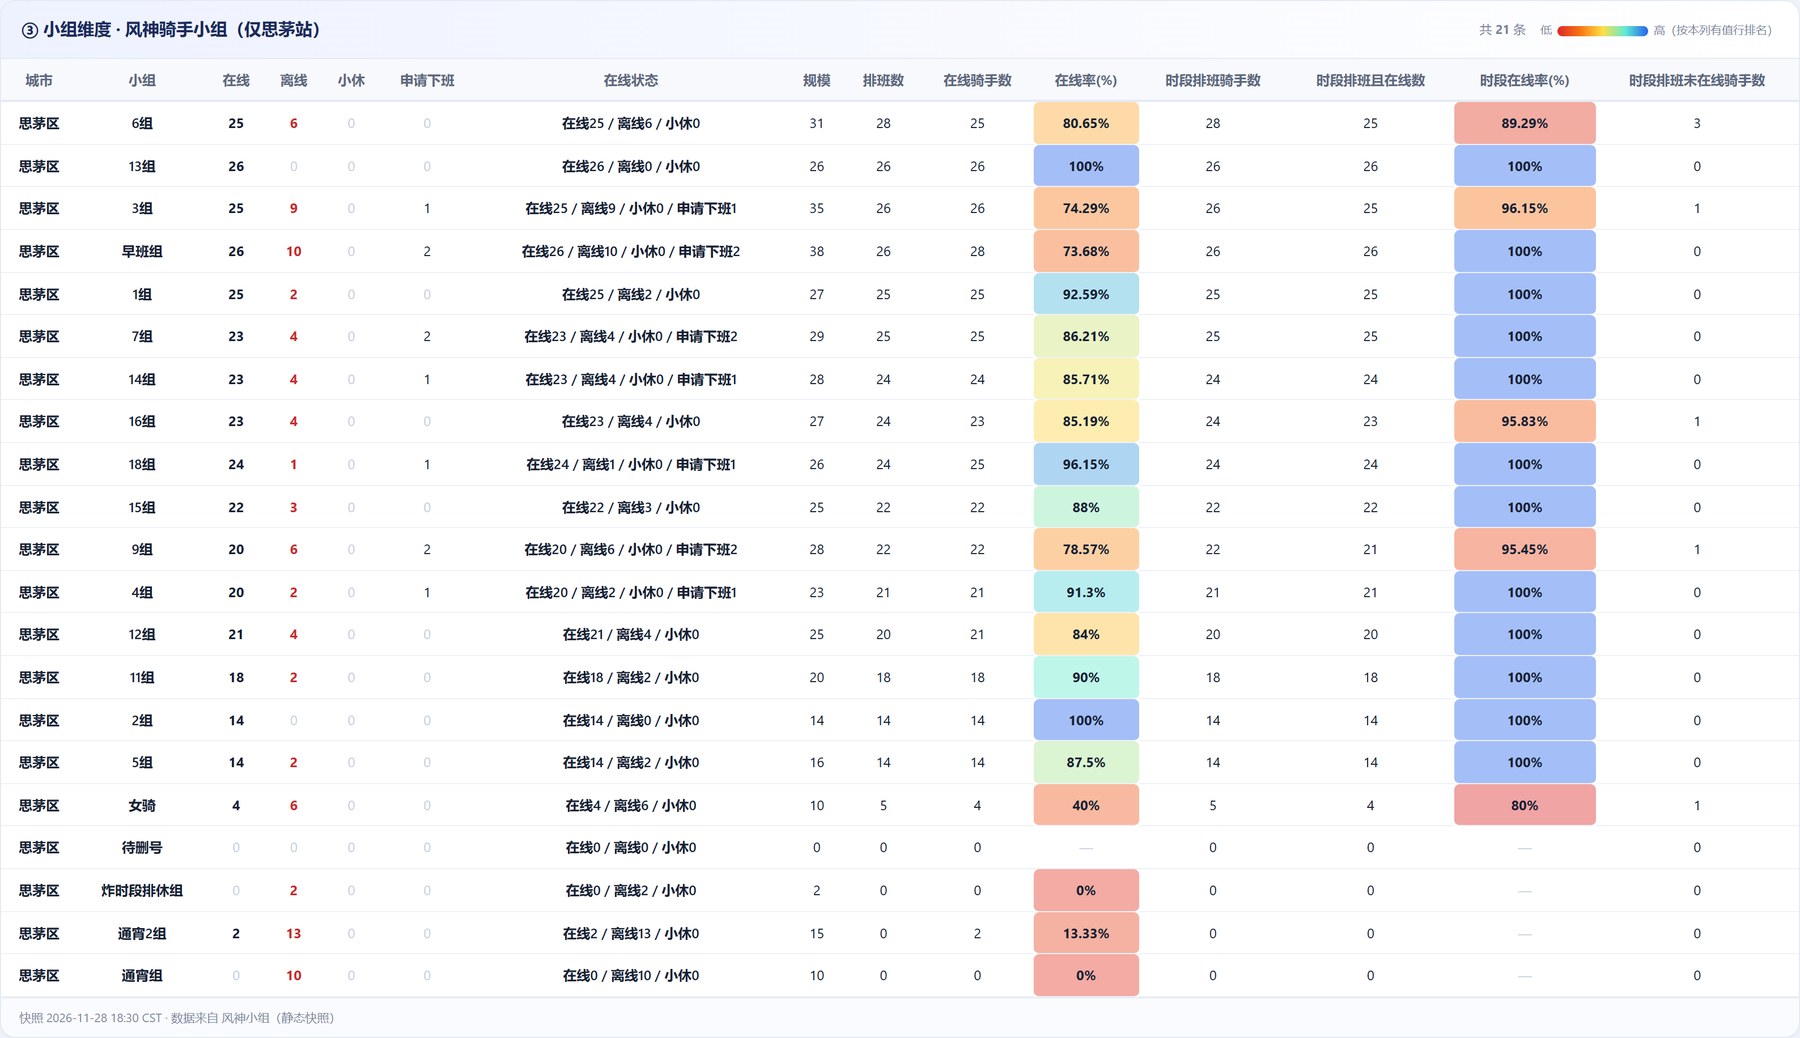 ③ 小组维度 · 风神骑手小组（仅思茅站）
共 21 条 低 高 (按本列有值行排名)
城市 小组 在线 离线 小休 申请下班 在线状态 规模 排班数 在线骑手数 在线率(%) 时段排班骑手数 时段排班且在线数 时段在线率(%) 时段排班未在线骑手数
思茅区 6组 25 6 0 0 在线25 / 离线6 / 小休0 31 28 25 80.65% 28 25 89.29% 3
思茅区 13组 26 0 0 0 在线26 / 离线0 / 小休0 26 26 26 100% 26 26 100% 0
思茅区 3组 25 9 0 1 在线25 / 离线9 / 小休0 / 申请下班1 35 26 26 74.29% 26 25 96.15% 1
思茅区 早班组 26 10 0 2 在线26 / 离线10 / 小休0 / 申请下班2 38 26 28 73.68% 26 26 100% 0
思茅区 1组 25 2 0 0 在线25 / 离线2 / 小休0 27 25 25 92.59% 25 25 100% 0
思茅区 7组 23 4 0 2 在线23 / 离线4 / 小休0 / 申请下班2 29 25 25 86.21% 25 25 100% 0
思茅区 14组 23 4 0 1 在线23 / 离线4 / 小休0 / 申请下班1 28 24 24 85.71% 24 24 100% 0
思茅区 16组 23 4 0 0 在线23 / 离线4 / 小休0 27 24 23 85.19% 24 23 95.83% 1
思茅区 18组 24 1 0 1 在线24 / 离线1 / 小休0 / 申请下班1 26 24 25 96.15% 24 24 100% 0
思茅区 15组 22 3 0 0 在线22 / 离线3 / 小休0 25 22 22 88% 22 22 100% 0
思茅区 9组 20 6 0 2 在线20 / 离线6 / 小休0 / 申请下班2 28 22 22 78.57% 22 21 95.45% 1
思茅区 4组 20 2 0 1 在线20 / 离线2 / 小休0 / 申请下班1 23 21 21 91.3% 21 21 100% 0
思茅区 12组 21 4 0 0 在线21 / 离线4 / 小休0 25 20 21 84% 20 20 100% 0
思茅区 11组 18 2 0 0 在线18 / 离线2 / 小休0 20 18 18 90% 18 18 100% 0
思茅区 2组 14 0 0 0 在线14 / 离线0 / 小休0 14 14 14 100% 14 14 100% 0
思茅区 5组 14 2 0 0 在线14 / 离线2 / 小休0 16 14 14 87.5% 14 14 100% 0
思茅区 女骑 4 6 0 0 在线4 / 离线6 / 小休0 10 5 4 40% 5 4 80% 1
思茅区 待删号 0 0 0 0 在线0 / 离线0 / 小休0 0 0 0 — 0 0 — 0
思茅区 炸时段排休组 0 2 0 0 在线0 / 离线2 / 小休0 2 0 0 0% 0 0 — 0
思茅区 通宵2组 2 13 0 0 在线2 / 离线13 / 小休0 15 0 2 13.33% 0 0 — 0
思茅区 通宵组 0 10 0 0 在线0 / 离线10 / 小休0 10 0 0 0% 0 0 — 0
快照 2026-11-28 18:30 CST · 数据来自 风神小组（静态快照）